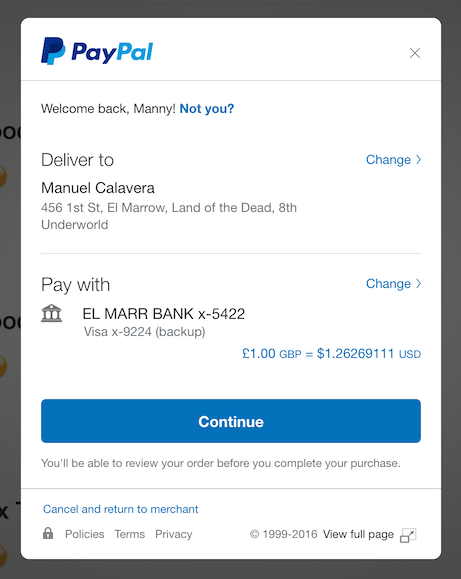 PayPal
Welcome back, Manny! Not you?
Deliver to
Change
Manuel Calavera
456 1st St, El Marrow, Land of the Dead, 8th
Underworld
Pay with
Change
EL MARR BANK x-5422
Visa x-9224 (backup)
£1.00 GBP = $1.26269111 USD
Continue
You'll be able to review your order before you complete your purchase.
Cancel and return to merchant
Policies Terms Privacy © 1999-2016 View full page